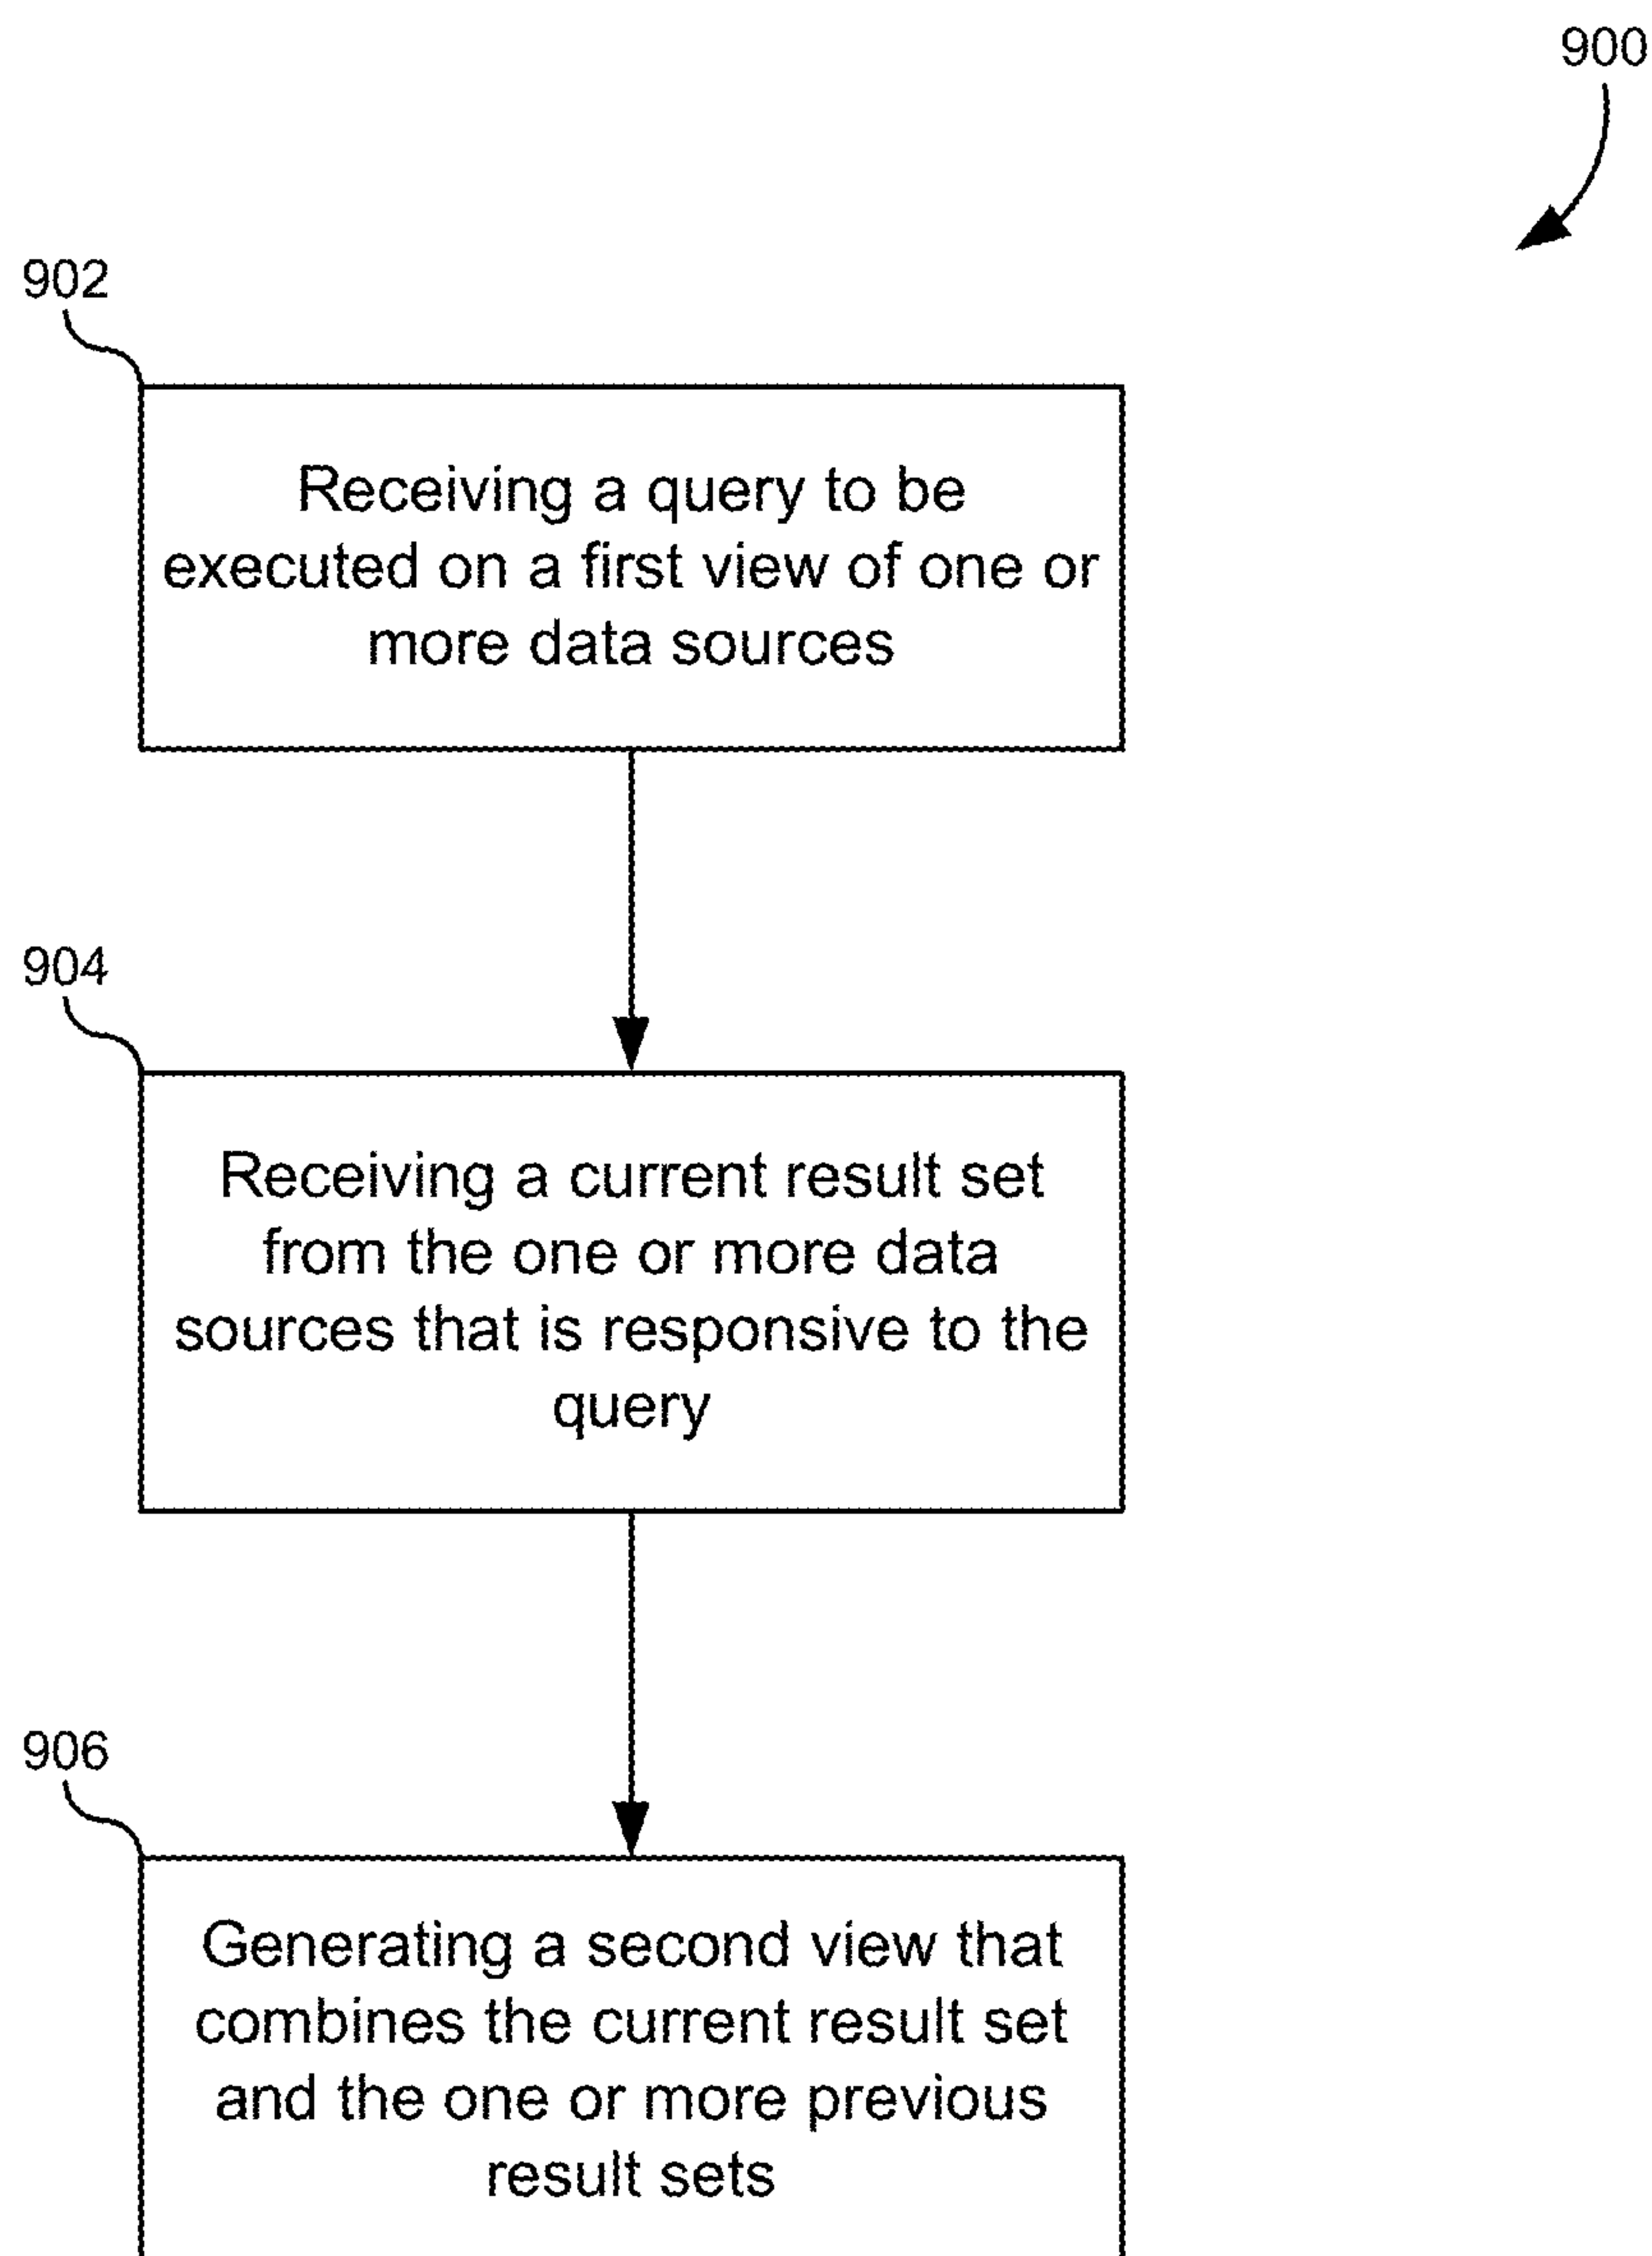 900
902
Receiving a query to be
executed on a first view of one or
more data sources
904
Receiving a current result set
from the one or more data
sources that is responsive to the
query
906
Generating a second view that
combines the current result set
and the one or more previous
result sets